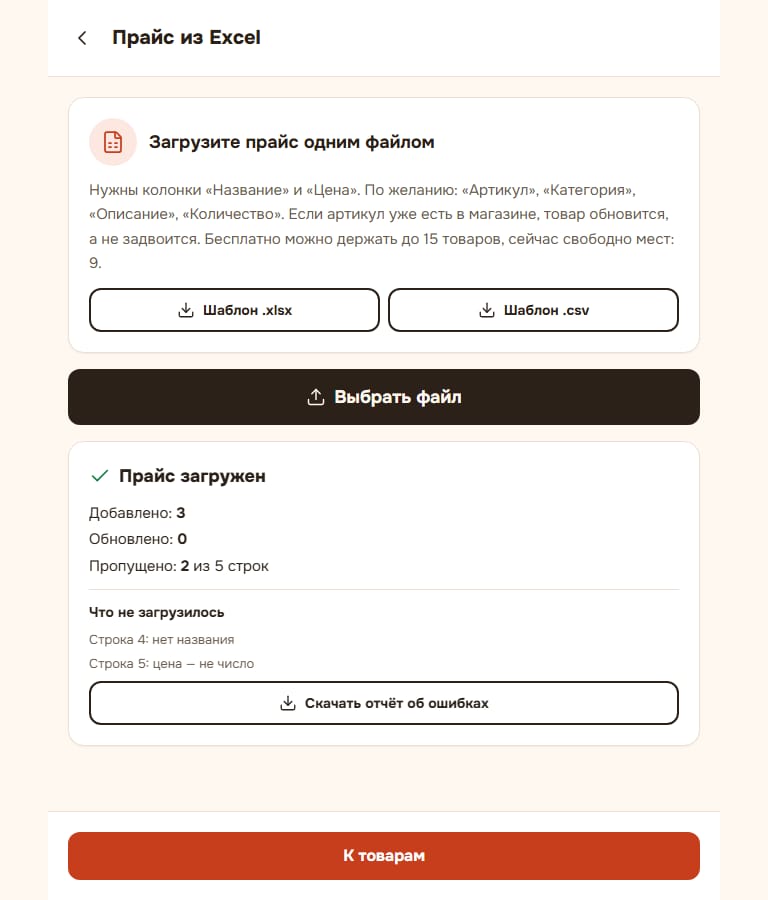 Прайс из Excel
Загрузите прайс одним файлом
Нужны колонки «Название» и «Цена». По желанию: «Артикул», «Категория»,
«Описание», «Количество». Если артикул уже есть в магазине, товар обновится,
а не задвоится. Бесплатно можно держать до 15 товаров, сейчас свободно мест:
9.
Шаблон .xlsx
Шаблон .csv
Выбрать файл
Прайс загружен
Добавлено: 3
Обновлено: 0
Пропущено: 2 из 5 строк
Что не загрузилось
Строка 4: нет названия
Строка 5: цена — не число
Скачать отчёт об ошибках
К товарам